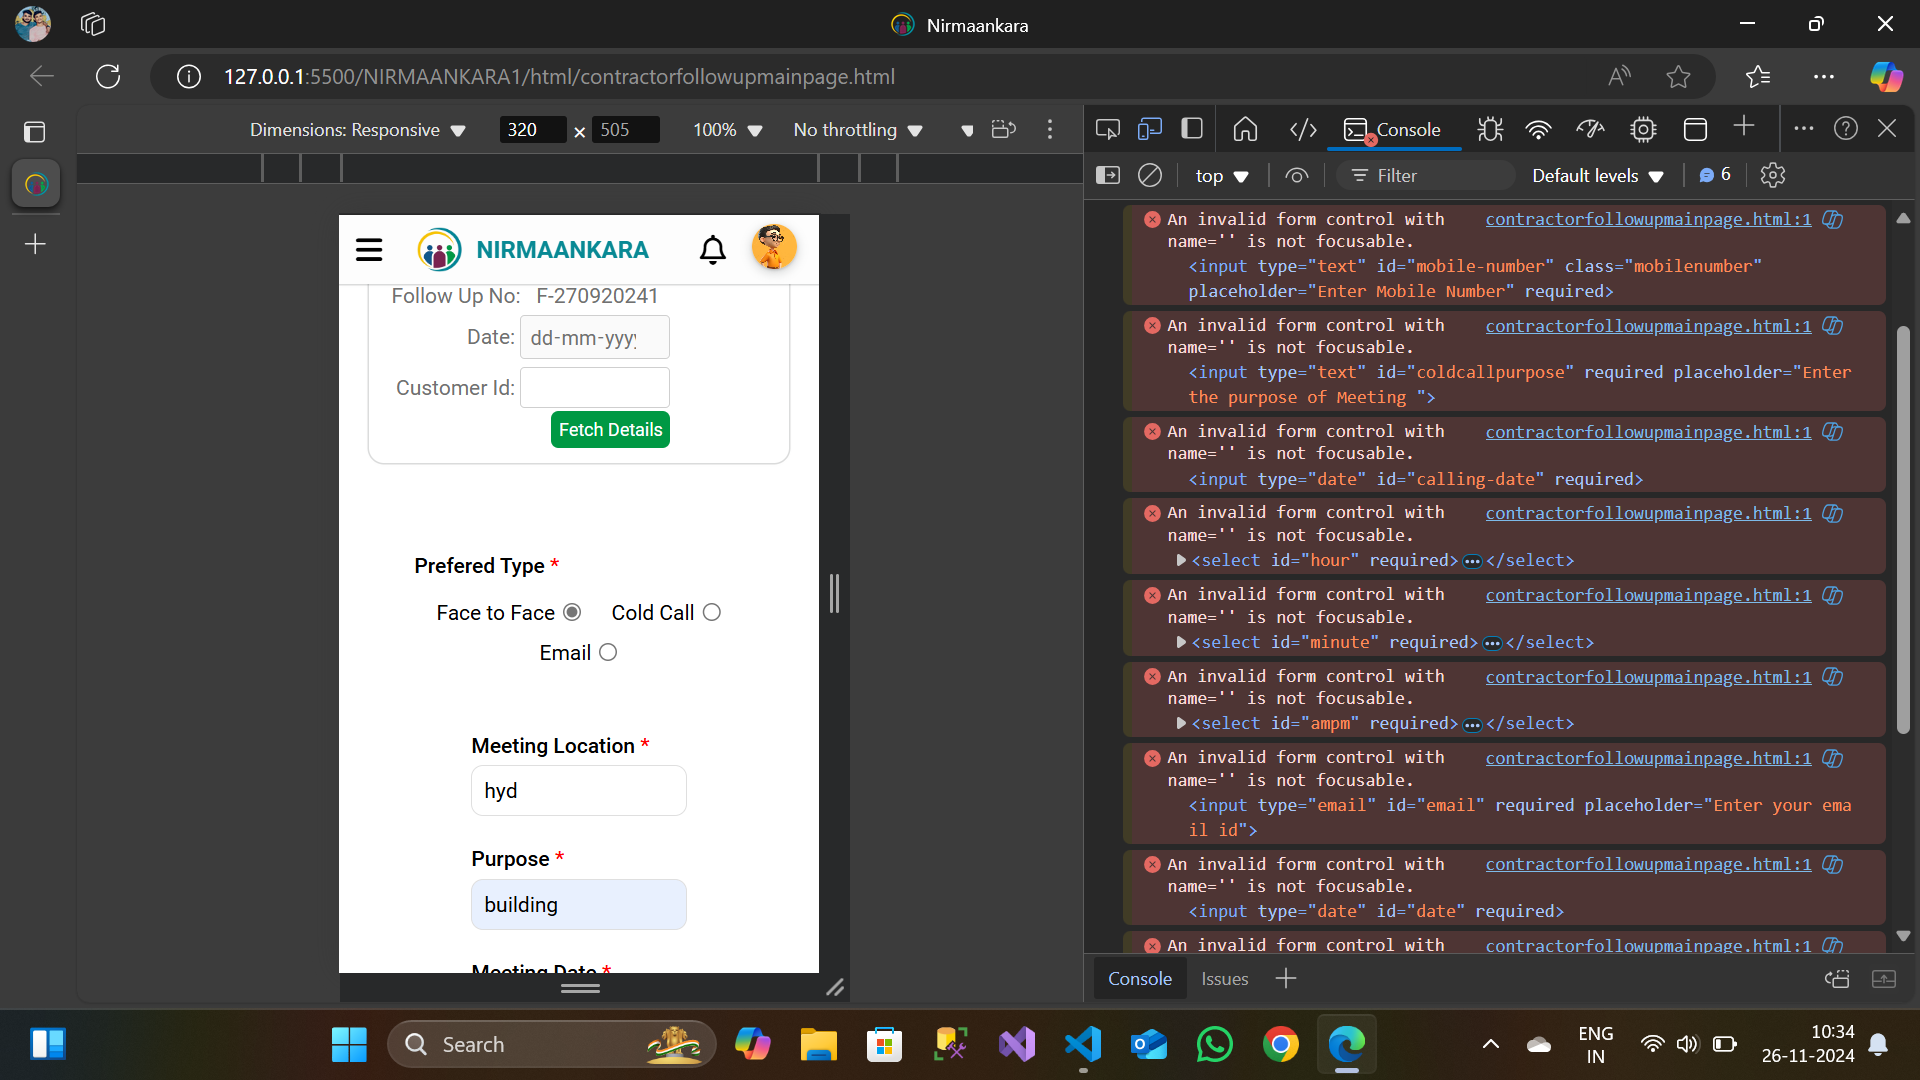 Nirmaankara
127.0.0.1:5500/NIRMAANKARA1/html/contractorfollowupmainpage.html
Dimensions: Responsive 320 × 505 100% No throttling
NIRMAANKARA
Follow Up No: F-270920241
Date: dd-mm-yyyy
Customer Id:
Fetch Details
Prefered Type *
Face to Face Cold Call
Email
Meeting Location *
hyd
Purpose *
building
Meeting Date *
Console
top Filter Default levels 6
An invalid form control with contractorfollowupmainpage.html:1
name='' is not focusable.
<input type="text" id="mobile-number" class="mobilenumber"
placeholder="Enter Mobile Number" required>
An invalid form control with contractorfollowupmainpage.html:1
name='' is not focusable.
<input type="text" id="coldcallpurpose" required placeholder="Enter
the purpose of Meeting ">
An invalid form control with contractorfollowupmainpage.html:1
name='' is not focusable.
<input type="date" id="calling-date" required>
An invalid form control with contractorfollowupmainpage.html:1
name='' is not focusable.
<select id="hour" required>…</select>
An invalid form control with contractorfollowupmainpage.html:1
name='' is not focusable.
<select id="minute" required>…</select>
An invalid form control with contractorfollowupmainpage.html:1
name='' is not focusable.
<select id="ampm" required>…</select>
An invalid form control with contractorfollowupmainpage.html:1
name='' is not focusable.
<input type="email" id="email" required placeholder="Enter your ema
il id">
An invalid form control with contractorfollowupmainpage.html:1
name='' is not focusable.
<input type="date" id="date" required>
An invalid form control with contractorfollowupmainpage.html:1
Console Issues
Search
ENG
IN
10:34
26-11-2024